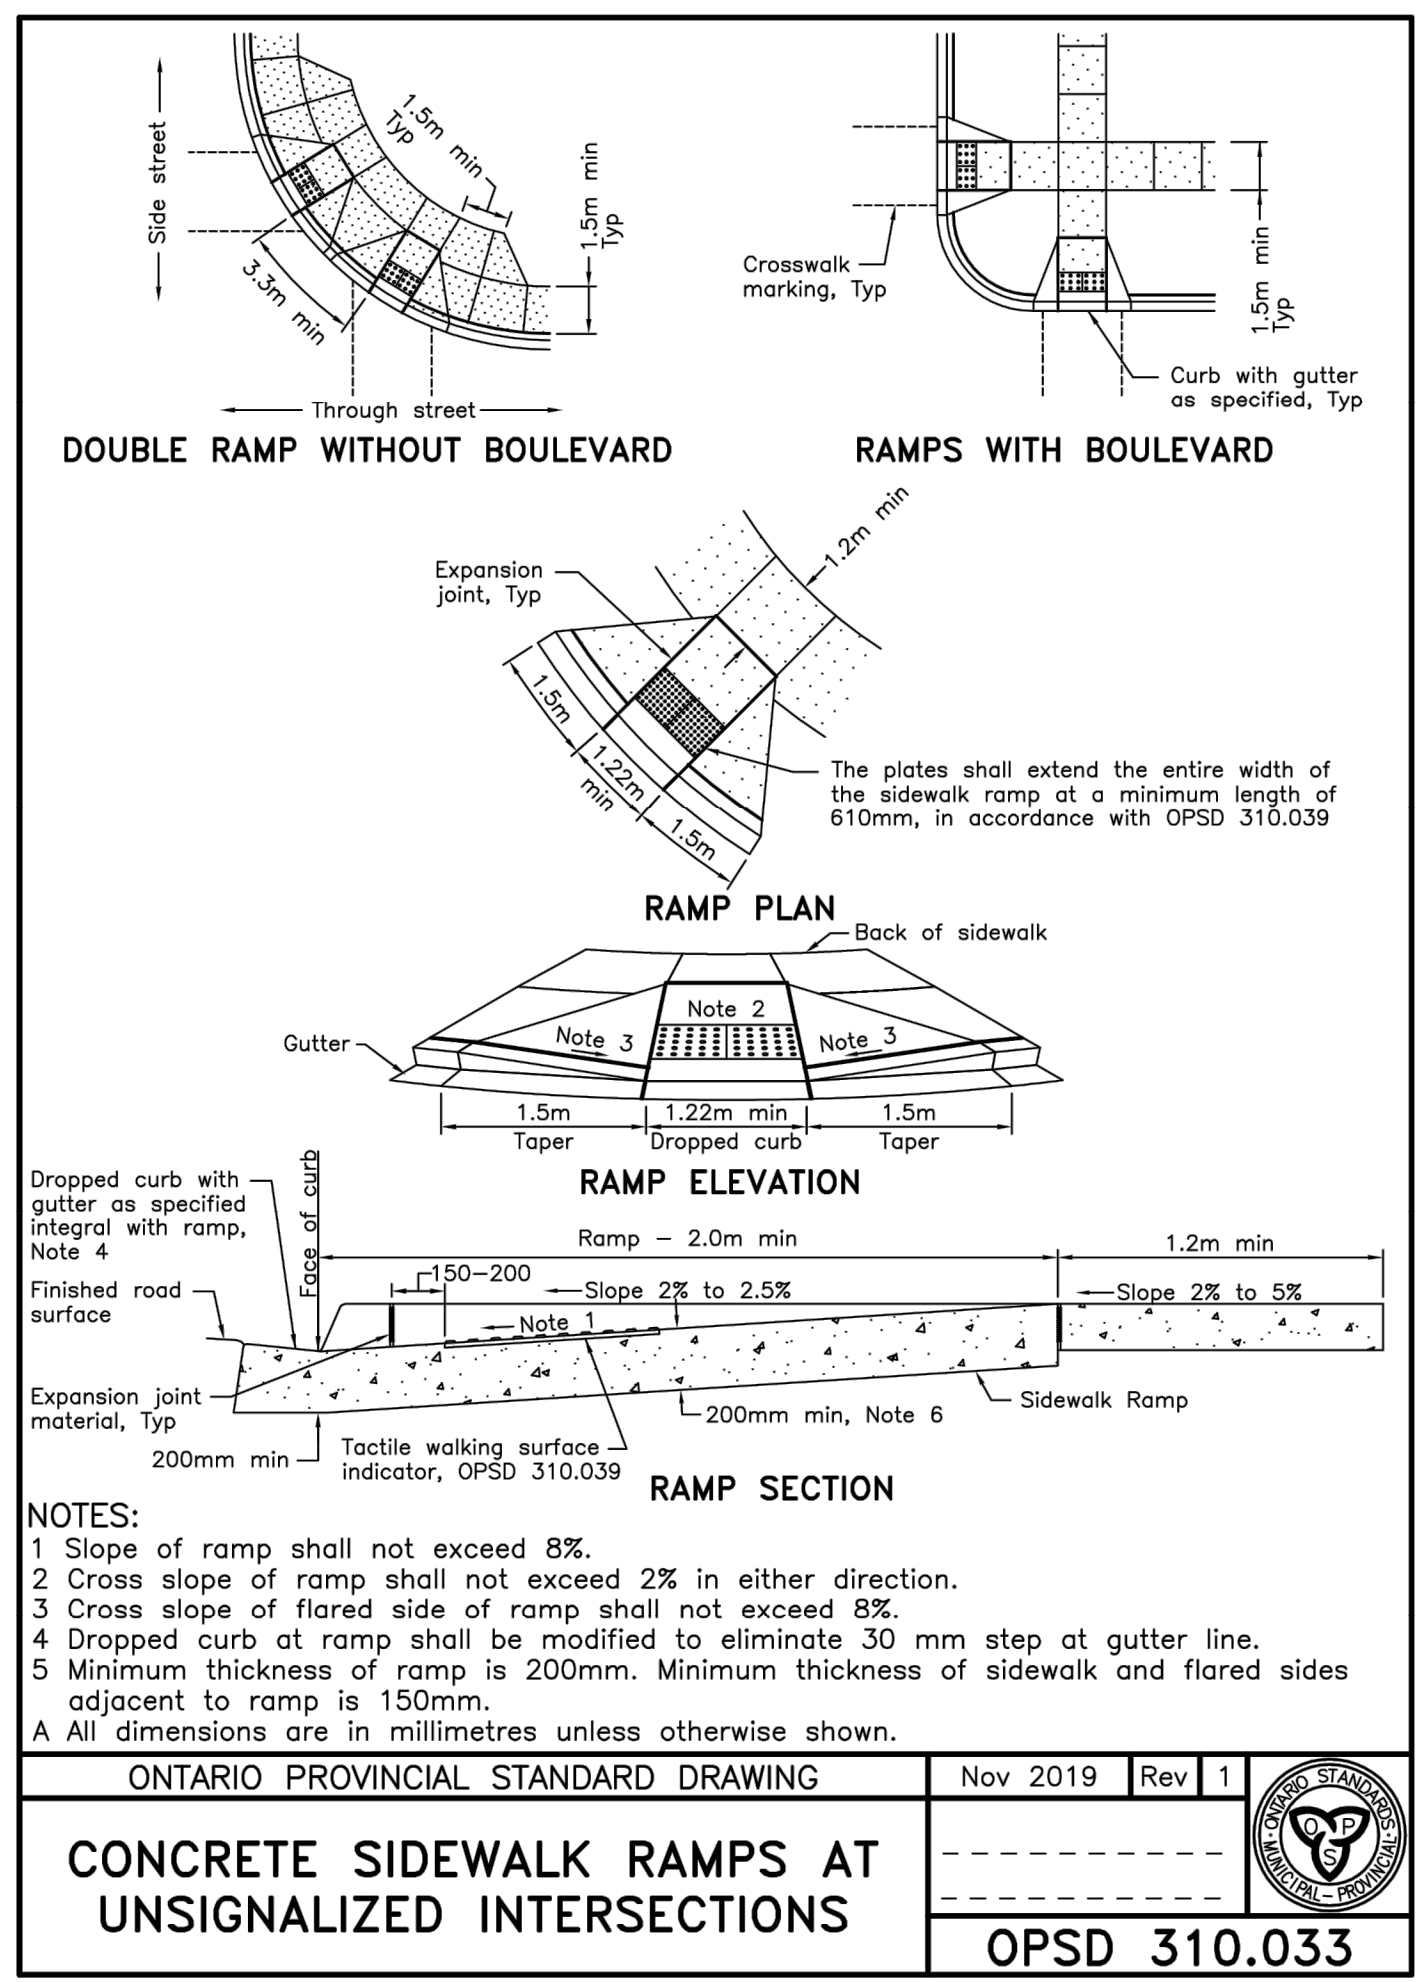 Side street
1.5m min
Typ
1.5m min
Typ
3.3m min
Through street
DOUBLE RAMP WITHOUT BOULEVARD
Crosswalk
marking, Typ
1.5m min
Typ
Curb with gutter
as specified, Typ
RAMPS WITH BOULEVARD
1.2m min
Expansion
joint, Typ
1.5m
1.22m
min
1.5m
The plates shall extend the entire width of
the sidewalk ramp at a minimum length of
610mm, in accordance with OPSD 310.039
RAMP PLAN
Back of sidewalk
Note 2
Note 3
Note 3
Gutter
1.5m
Taper
1.22m min
Dropped curb
1.5m
Taper
RAMP ELEVATION
Dropped curb with
gutter as specified
integral with ramp,
Note 4
Face of curb
Ramp – 2.0m min
1.2m min
150–200
Finished road
surface
Slope 2% to 2.5%
Slope 2% to 5%
Note 1
Expansion joint
material, Typ
Sidewalk Ramp
200mm min, Note 6
200mm min
Tactile walking surface
indicator, OPSD 310.039
RAMP SECTION
NOTES:
1 Slope of ramp shall not exceed 8%.
2 Cross slope of ramp shall not exceed 2% in either direction.
3 Cross slope of flared side of ramp shall not exceed 8%.
4 Dropped curb at ramp shall be modified to eliminate 30 mm step at gutter line.
5 Minimum thickness of ramp is 200mm. Minimum thickness of sidewalk and flared sides
adjacent to ramp is 150mm.
A All dimensions are in millimetres unless otherwise shown.
ONTARIO PROVINCIAL STANDARD DRAWING
Nov 2019
Rev
1
CONCRETE SIDEWALK RAMPS AT
UNSIGNALIZED INTERSECTIONS
ONTARIO STANDARDS
MUNICIPAL–PROVINCIAL
O P
S
OPSD 310.033